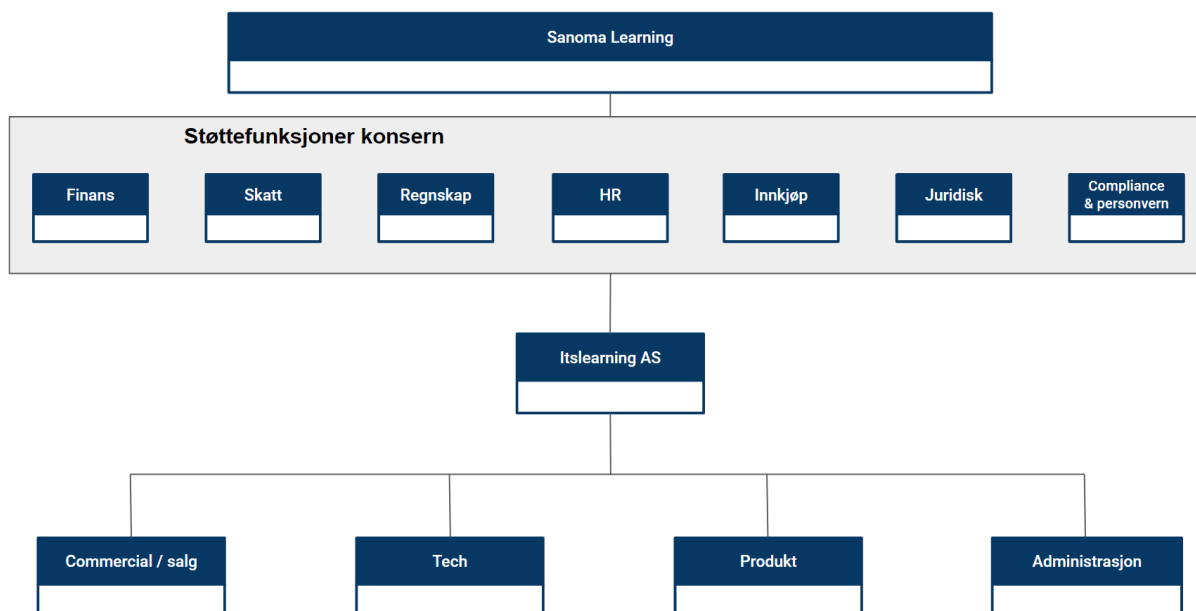 Sanoma Learning
Støttefunksjoner konsern
Finans
Skatt
Regnskap
HR
Innkjøp
Juridisk
Compliance
& personvern
Itslearning AS
Commercial / salg
Tech
Produkt
Administrasjon